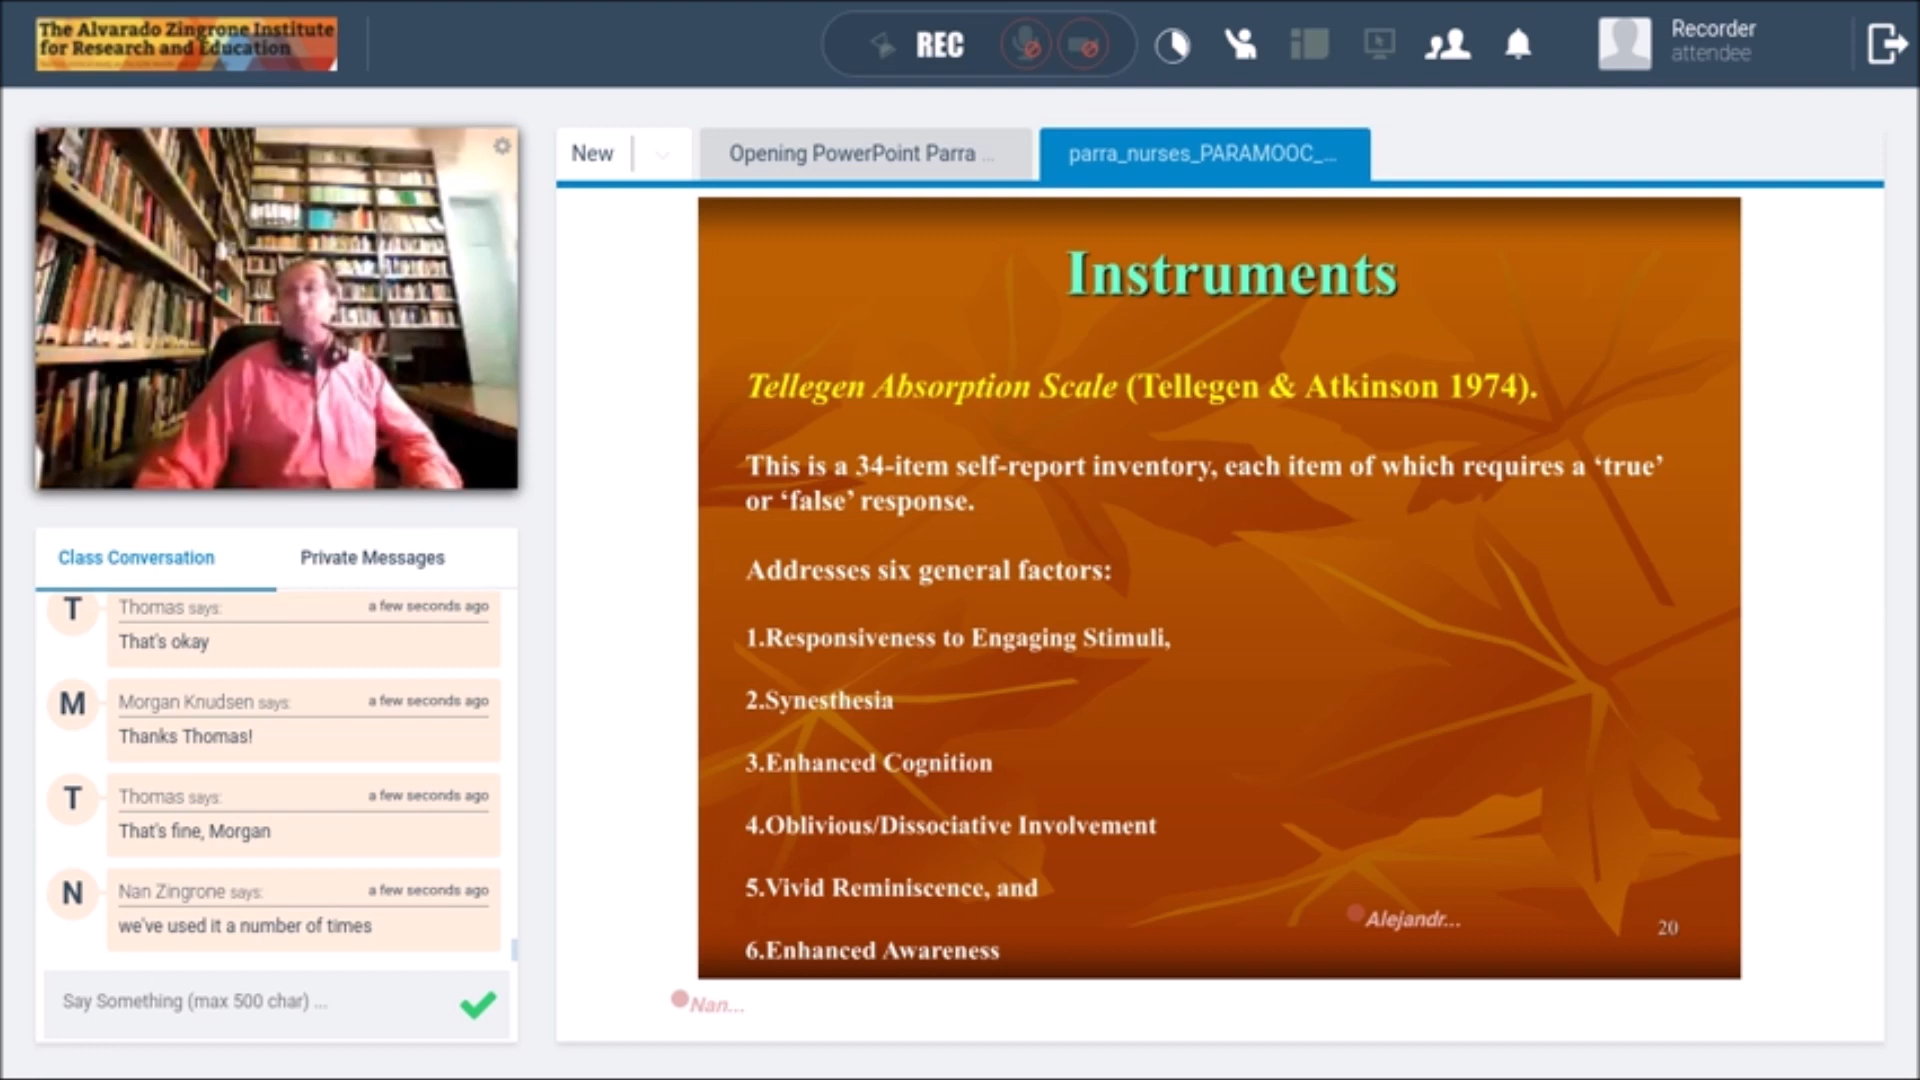 The Alvarado Zingrone Institute
for Research and Education
REC
Recorder
attendee
New
Opening PowerPoint Parra ...
parra_nurses_PARAMOOC_...
Instruments
Tellegen Absorption Scale (Tellegen & Atkinson 1974).
This is a 34-item self-report inventory, each item of which requires a ‘true’
or ‘false’ response.
Addresses six general factors:
1.Responsiveness to Engaging Stimuli,
2.Synesthesia
3.Enhanced Cognition
4.Oblivious/Dissociative Involvement
5.Vivid Reminiscence, and
6.Enhanced Awareness
Alejandr...
20
Nan...
Class Conversation
Private Messages
T
Thomas says:
a few seconds ago
That's okay
M
Morgan Knudsen says:
a few seconds ago
Thanks Thomas!
T
Thomas says:
a few seconds ago
That's fine, Morgan
N
Nan Zingrone says:
a few seconds ago
we've used it a number of times
Say Something (max 500 char) ...